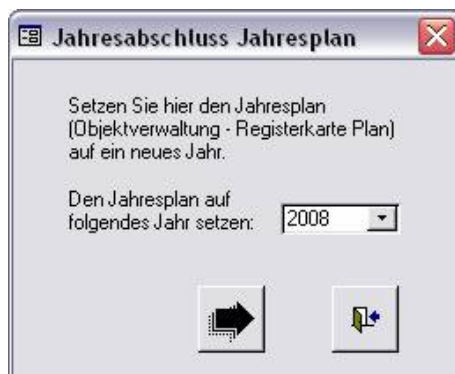 Jahresabschluss Jahresplan
Setzen Sie hier den Jahresplan
(Objektverwaltung - Registerkarte Plan)
auf ein neues Jahr.
Den Jahresplan auf
folgendes Jahr setzen: 2008